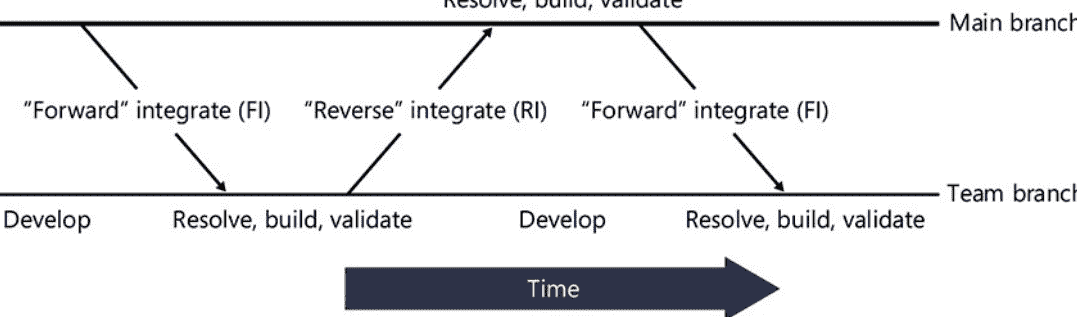 Resolve, build, validate
Main branch
"Forward" integrate (FI) "Reverse" integrate (RI) "Forward" integrate (FI)
Team branch
Develop Resolve, build, validate Develop Resolve, build, validate
Time